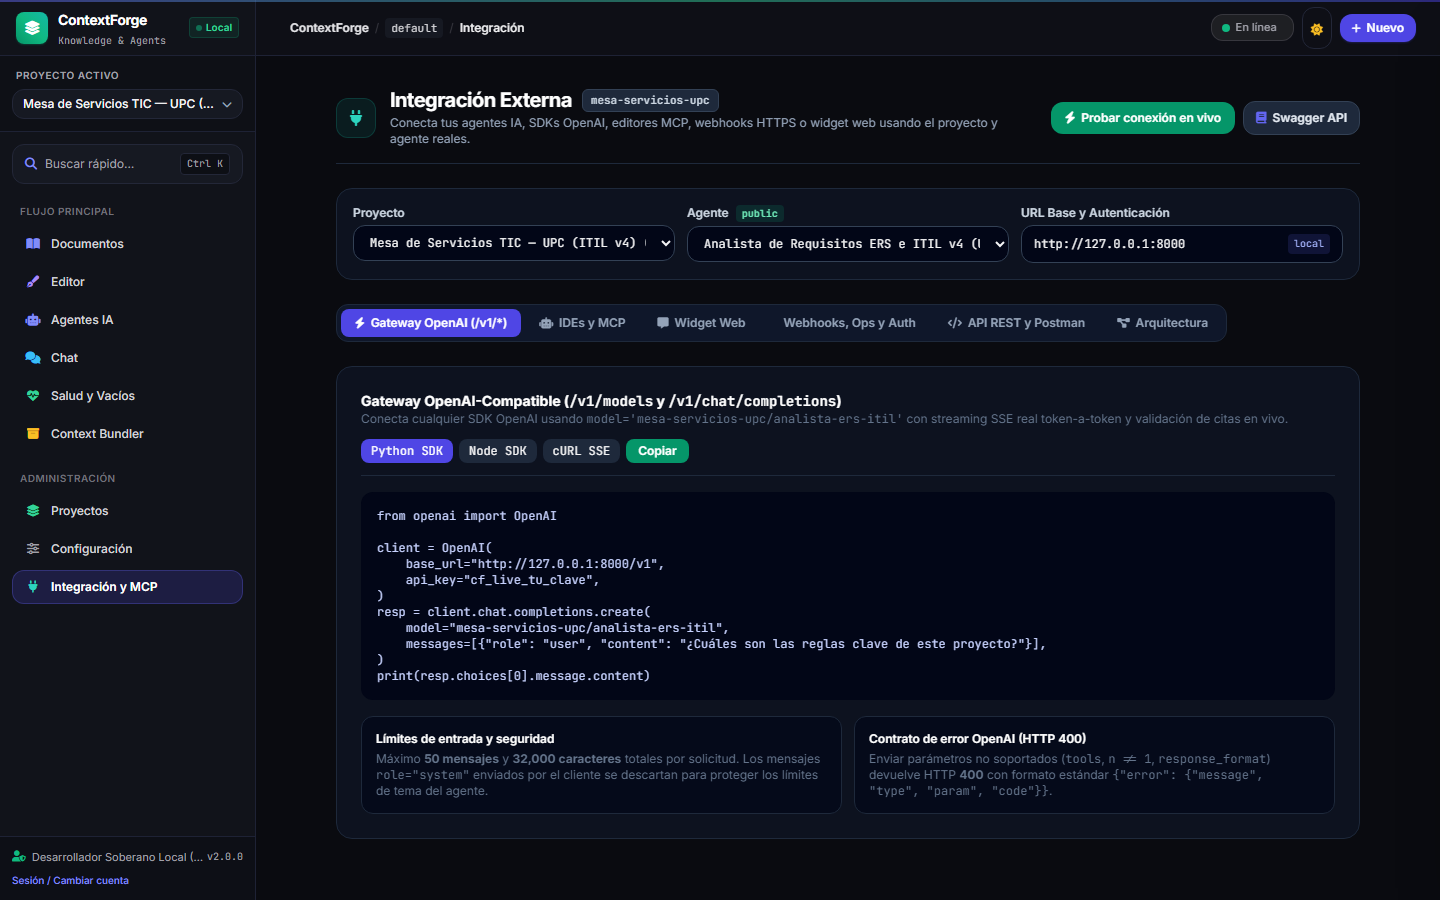 ContextForge
Knowledge & Agents
Local
PROYECTO ACTIVO
Mesa de Servicios TIC — UPC (...
Buscar rápido...
Ctrl K
FLUJO PRINCIPAL
Documentos
Editor
Agentes IA
Chat
Salud y Vacíos
Context Bundler
ADMINISTRACIÓN
Proyectos
Configuración
Integración y MCP
Desarrollador Soberano Local (... v2.0.0
Sesión / Cambiar cuenta
ContextForge / default / Integración
En línea
+ Nuevo
Integración Externa mesa-servicios-upc
Conecta tus agentes IA, SDKs OpenAI, editores MCP, webhooks HTTPS o widget web usando el proyecto y
agente reales.
Probar conexión en vivo
Swagger API
Proyecto
Mesa de Servicios TIC — UPC (ITIL v4)
Agente public
Analista de Requisitos ERS e ITIL v4 (
URL Base y Autenticación
http://127.0.0.1:8000 local
Gateway OpenAI (/v1/*)
IDEs y MCP
Widget Web
Webhooks, Ops y Auth
API REST y Postman
Arquitectura
Gateway OpenAI-Compatible (/v1/models y /v1/chat/completions)
Conecta cualquier SDK OpenAI usando model='mesa-servicios-upc/analista-ers-itil' con streaming SSE real token-a-token y validación de citas en vivo.
Python SDK
Node SDK
cURL SSE
Copiar
from openai import OpenAI
client = OpenAI(
base_url="http://127.0.0.1:8000/v1",
api_key="cf_live_tu_clave",
)
resp = client.chat.completions.create(
model="mesa-servicios-upc/analista-ers-itil",
messages=[{"role": "user", "content": "¿Cuáles son las reglas clave de este proyecto?"}],
)
print(resp.choices[0].message.content)
Límites de entrada y seguridad
Máximo 50 mensajes y 32,000 caracteres totales por solicitud. Los mensajes
role="system" enviados por el cliente se descartan para proteger los límites
de tema del agente.
Contrato de error OpenAI (HTTP 400)
Enviar parámetros no soportados (tools, n ≠ 1, response_format)
devuelve HTTP 400 con formato estándar {"error": {"message",
"type", "param", "code"}}.